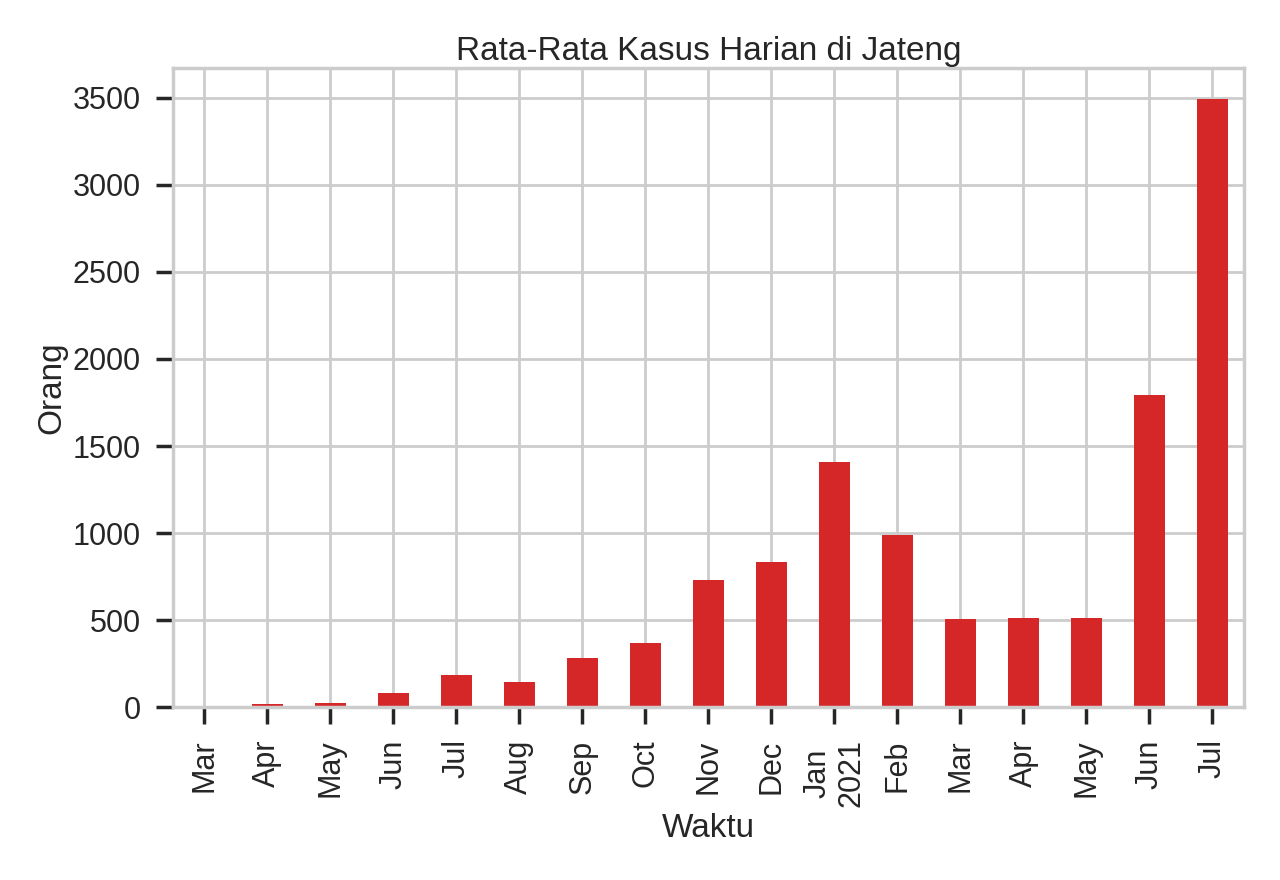 Rata-Rata Kasus Harian di Jateng
3500
3000
2500
2000
1500
1000
500
0
Orang
Mar
Apr
May
Jun
Jul
Aug
Sep
Oct
Nov
Dec
Jan
2021
Feb
Mar
Apr
May
Jun
Jul
Waktu